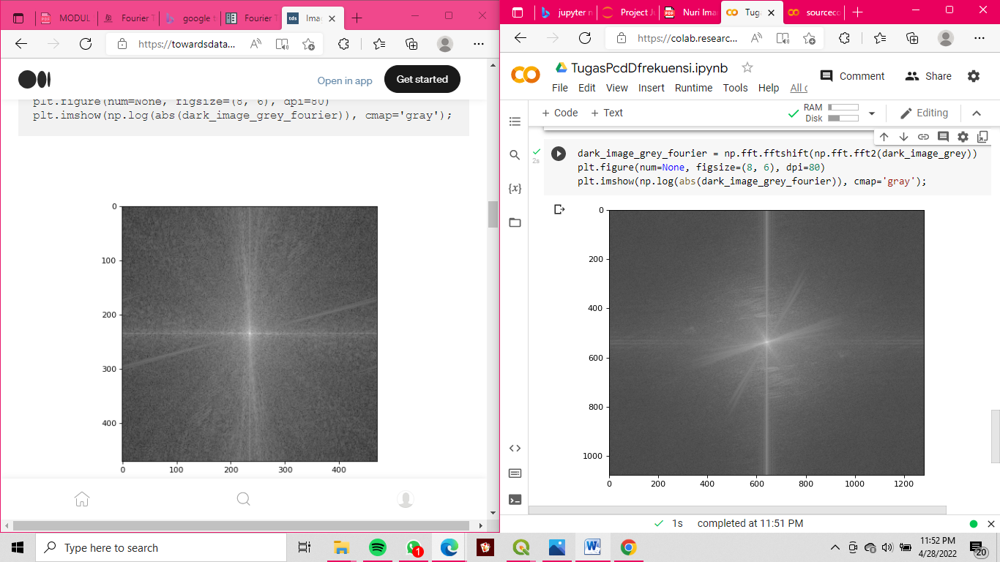 MODUL
Fourier T
google t
Fourier T
tds
Ima
https://towardsdata...
Open in app
Get started
plt.figure(num=None, figsize=(8, 6), dpi=80)
plt.imshow(np.log(abs(dark_image_grey_fourier)), cmap='gray');
0
100
200
300
400
0
100
200
300
400
jupyter n
Project Ju
Nuri Ima
Tuga
sourceco
https://colab.researc...
TugasPcdDfrekuensi.ipynb
Comment
Share
File Edit View Insert Runtime Tools Help All c
+ Code + Text
RAM
Disk
Editing
{x}
2s
dark_image_grey_fourier = np.fft.fftshift(np.fft.fft2(dark_image_grey))
plt.figure(num=None, figsize=(8, 6), dpi=80)
plt.imshow(np.log(abs(dark_image_grey_fourier)), cmap='gray');
0
200
400
600
800
1000
0
200
400
600
800
1000
1200
1s completed at 11:51 PM
Type here to search
1
W
11:52 PM
4/28/2022
20